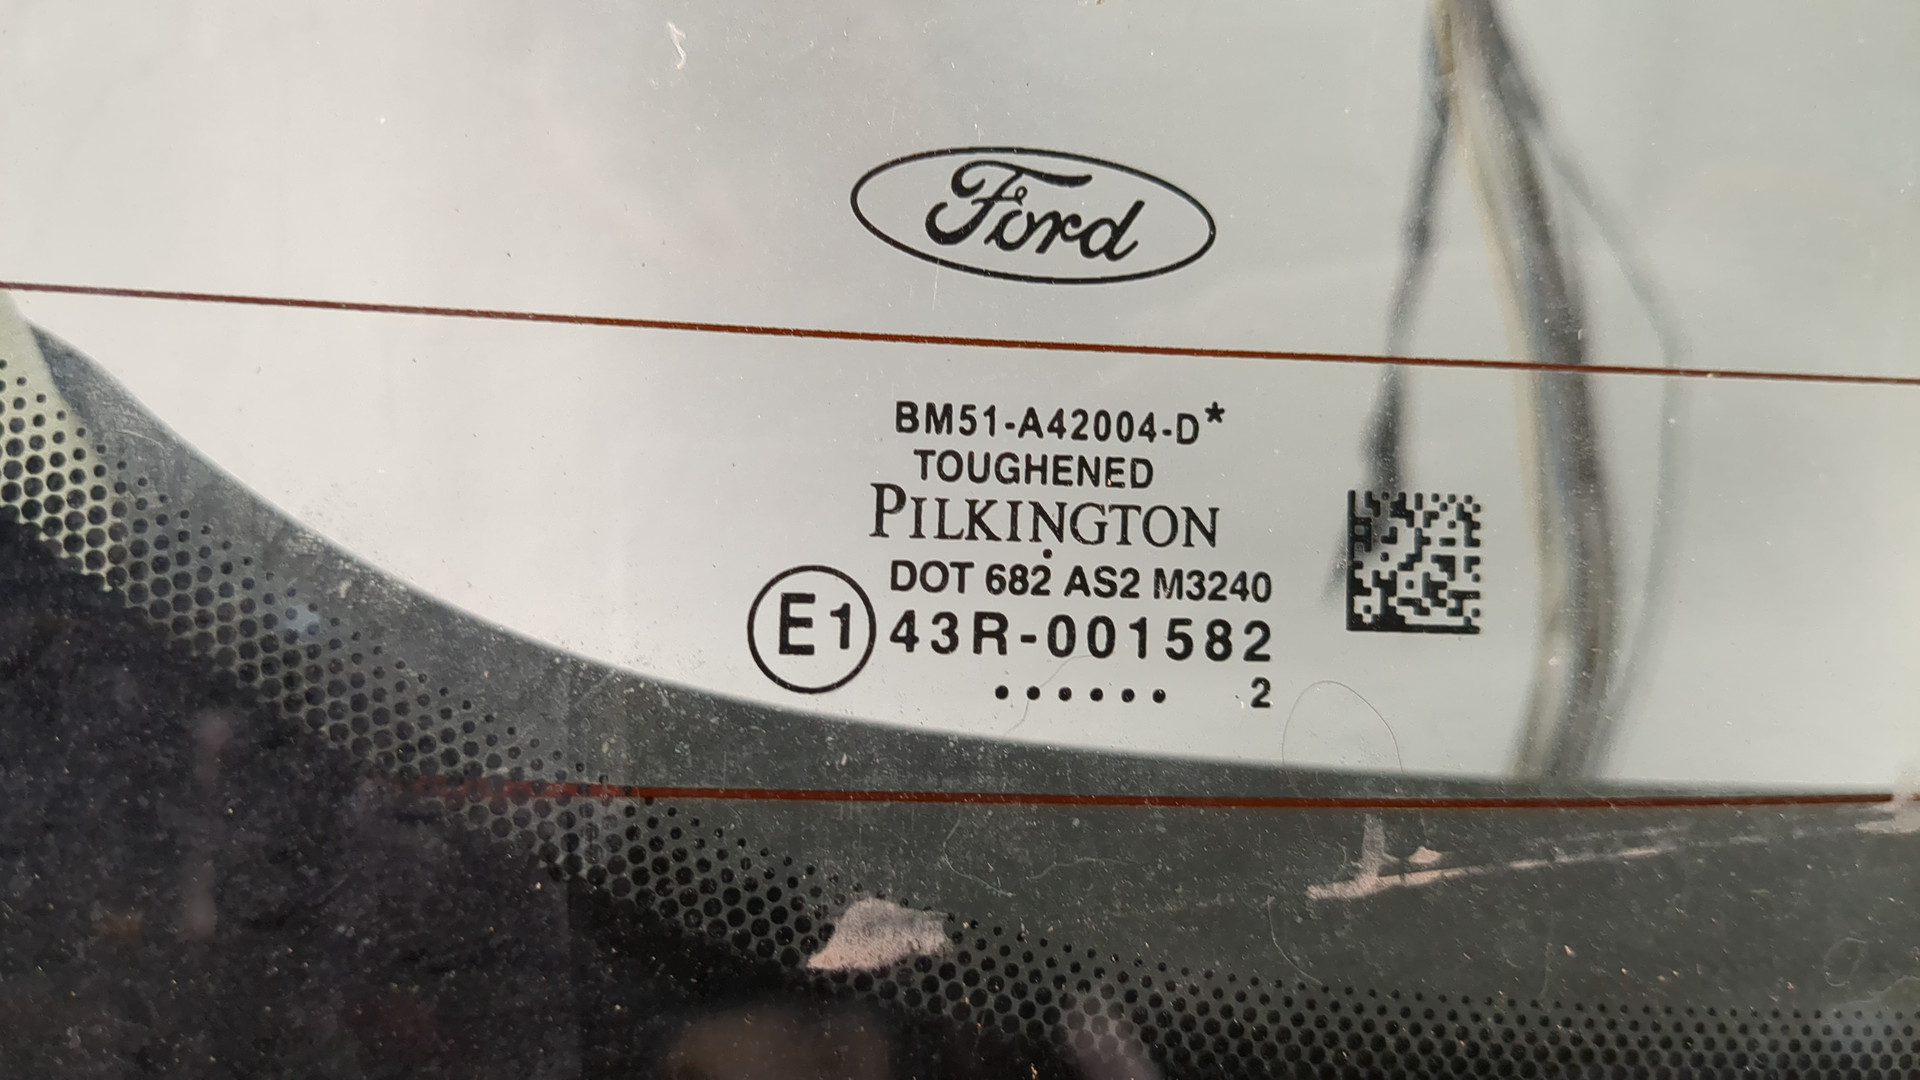 Ford
BM51-A42004-D*
TOUGHENED
PILKINGTON
DOT 682 AS2 M3240
E1 43R-001582
...... 2